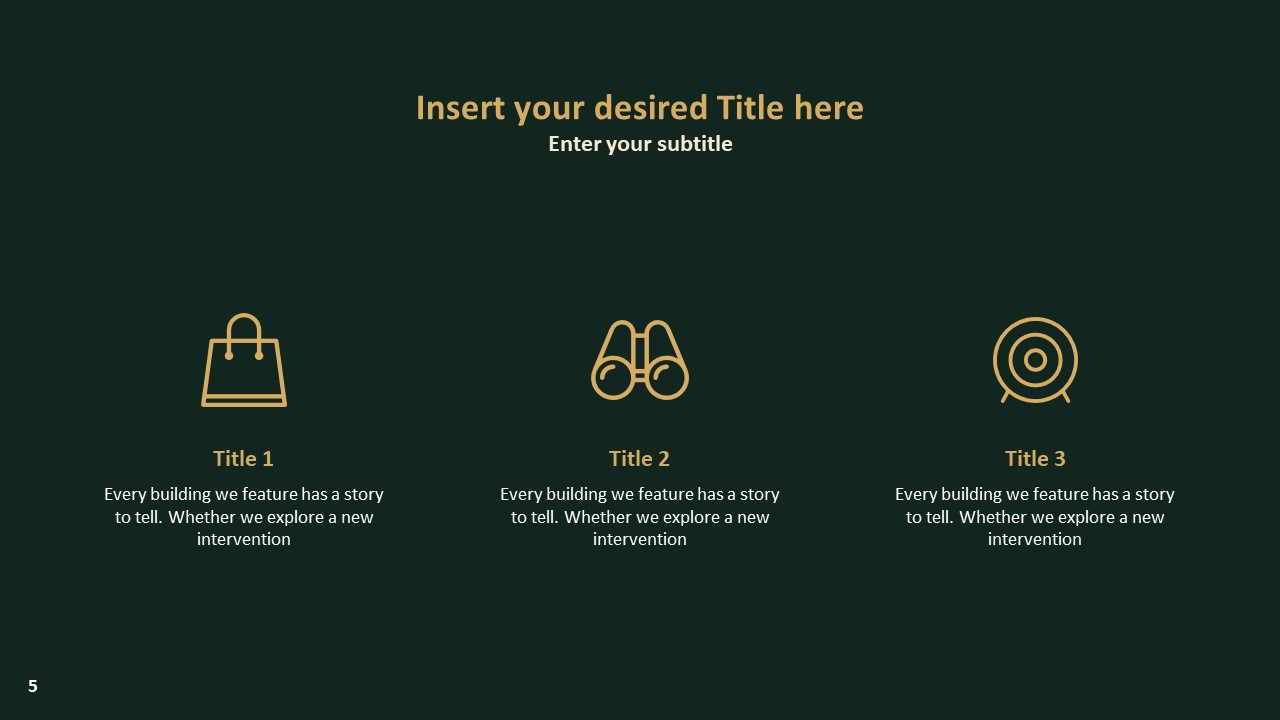 Insert your desired Title here
Enter your subtitle
Title 1
Every building we feature has a story
to tell. Whether we explore a new
intervention
Title 2
Every building we feature has a story
to tell. Whether we explore a new
intervention
Title 3
Every building we feature has a story
to tell. Whether we explore a new
intervention
5